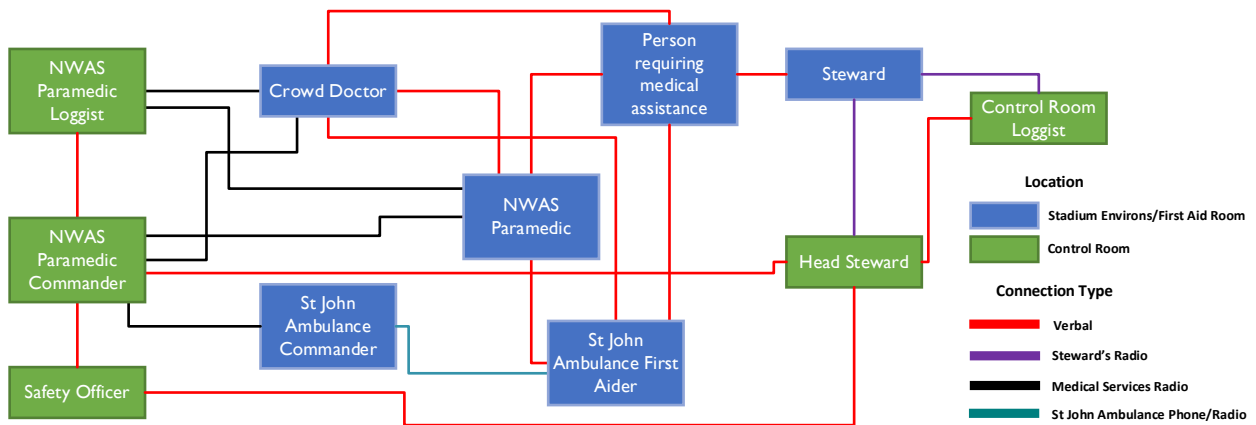 NWAS
Paramedic
Loggist
Crowd Doctor
Person
requiring
medical
assistance
Steward
Control Room
Loggist
NWAS
Paramedic
NWAS
Paramedic
Commander
Head Steward
St John
Ambulance
Commander
St John
Ambulance First
Aider
Safety Officer
Location
Stadium Environs/First Aid Room
Control Room
Connection Type
Verbal
Steward's Radio
Medical Services Radio
St John Ambulance Phone/Radio